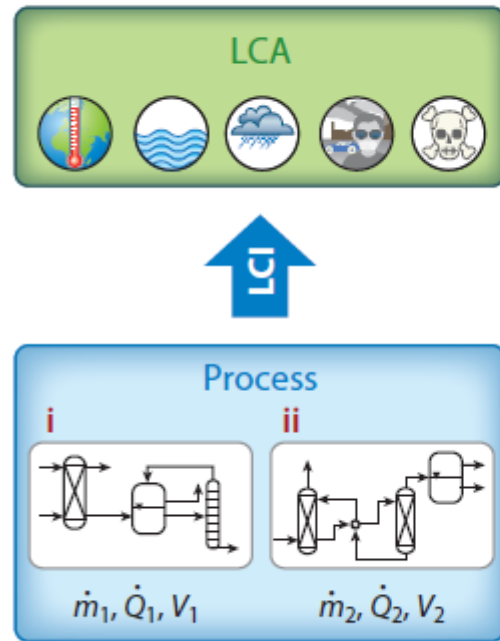 LCA
LCI
Process
i ii
ṁ₁, Q̇₁, V₁ ṁ₂, Q̇₂, V₂